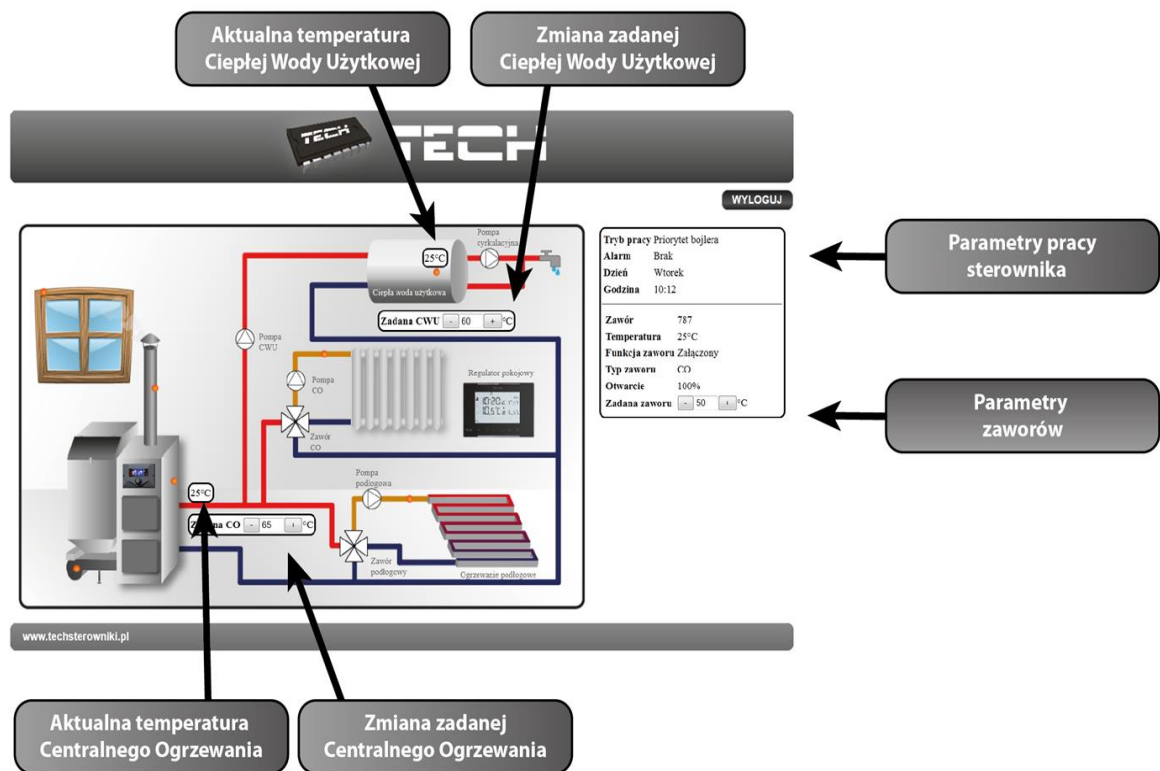 Aktualna temperatura
Ciepłej Wody Użytkowej
Zmiana zadanej
Ciepłej Wody Użytkowej
TECH
TECH
WYLOGUJ
Pompa
cyrkalacyjna
25°C
Ciepła woda użytkowa
Zadana CWU - 60 + °C
Pompa
CWU
Pompa
CO
Regulator pokojowy
Zawór
CO
Pompa
podłogowa
25°C
CO - 65 + °C
Zawór
podłogowy
Ogrzewanie podłogowe
Tryb pracy Priorytet bojlera
Alarm Brak
Dzień Wtorek
Godzina 10:12
Zawór 787
Temperatura 25°C
Funkcja zaworu Załączony
Typ zaworu CO
Otwarcie 100%
Zadana zaworu - 50 + °C
Parametry pracy
sterownika
Parametry
zaworów
www.techsterowniki.pl
Aktualna temperatura
Centralnego Ogrzewania
Zmiana zadanej
Centralnego Ogrzewania